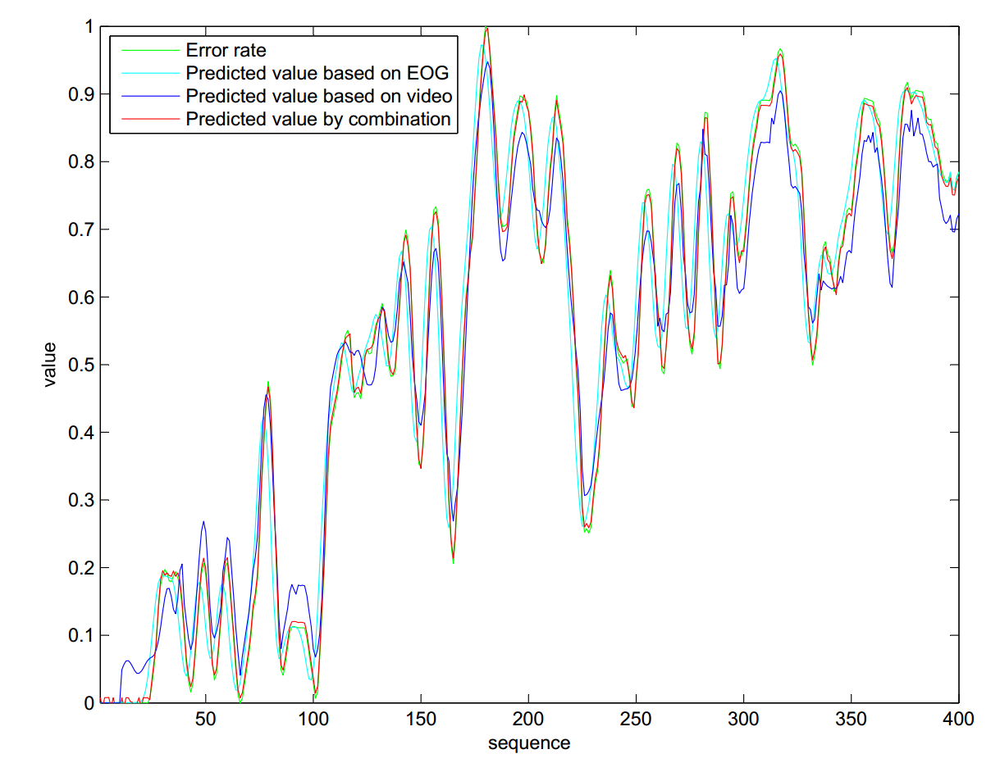 1
Error rate
Predicted value based on EOG
0.9
Predicted value based on video
Predicted value by combination
0.8
0.7
0.6
0.5
value
0.4
0.3
0.2
0.1
0
50 100 150 200 250 300 350 400
sequence